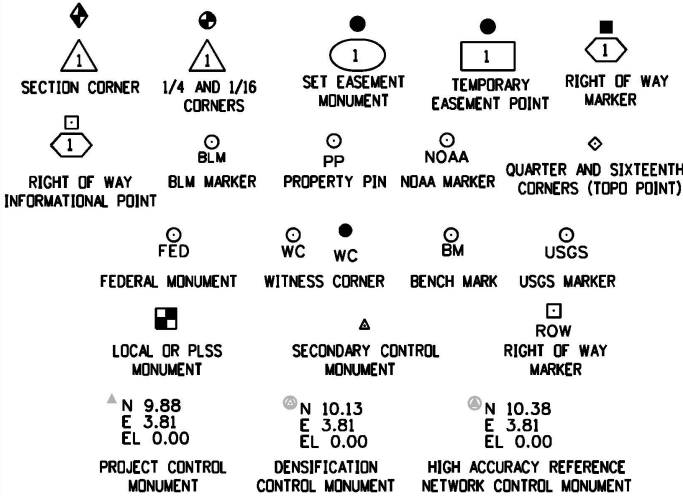 1
SECTION CORNER
1
1/4 AND 1/16
CORNERS
1
SET EASEMENT
MONUMENT
1
TEMPORARY
EASEMENT POINT
1
RIGHT OF WAY
MARKER
1
RIGHT OF WAY
INFORMATIONAL POINT
BLM
BLM MARKER
PP
PROPERTY PIN
NOAA
NOAA MARKER
QUARTER AND SIXTEENTH
CORNERS (TOPO POINT)
FED
FEDERAL MONUMENT
WC WC
WITNESS CORNER
BM
BENCH MARK
USGS
USGS MARKER
LOCAL OR PLSS
MONUMENT
SECONDARY CONTROL
MONUMENT
ROW
RIGHT OF WAY
MARKER
N 9.88
E 3.81
EL 0.00
PROJECT CONTROL
MONUMENT
N 10.13
E 3.81
EL 0.00
DENSIFICATION
CONTROL MONUMENT
N 10.38
E 3.81
EL 0.00
HIGH ACCURACY REFERENCE
NETWORK CONTROL MONUMENT